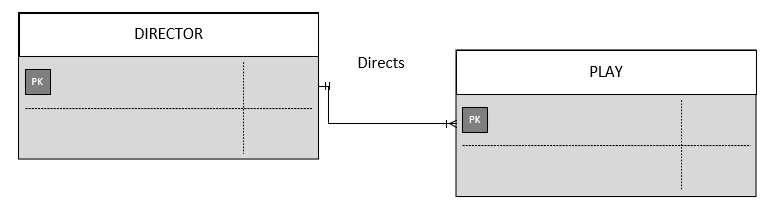 DIRECTOR
PK
Directs
PLAY
PK